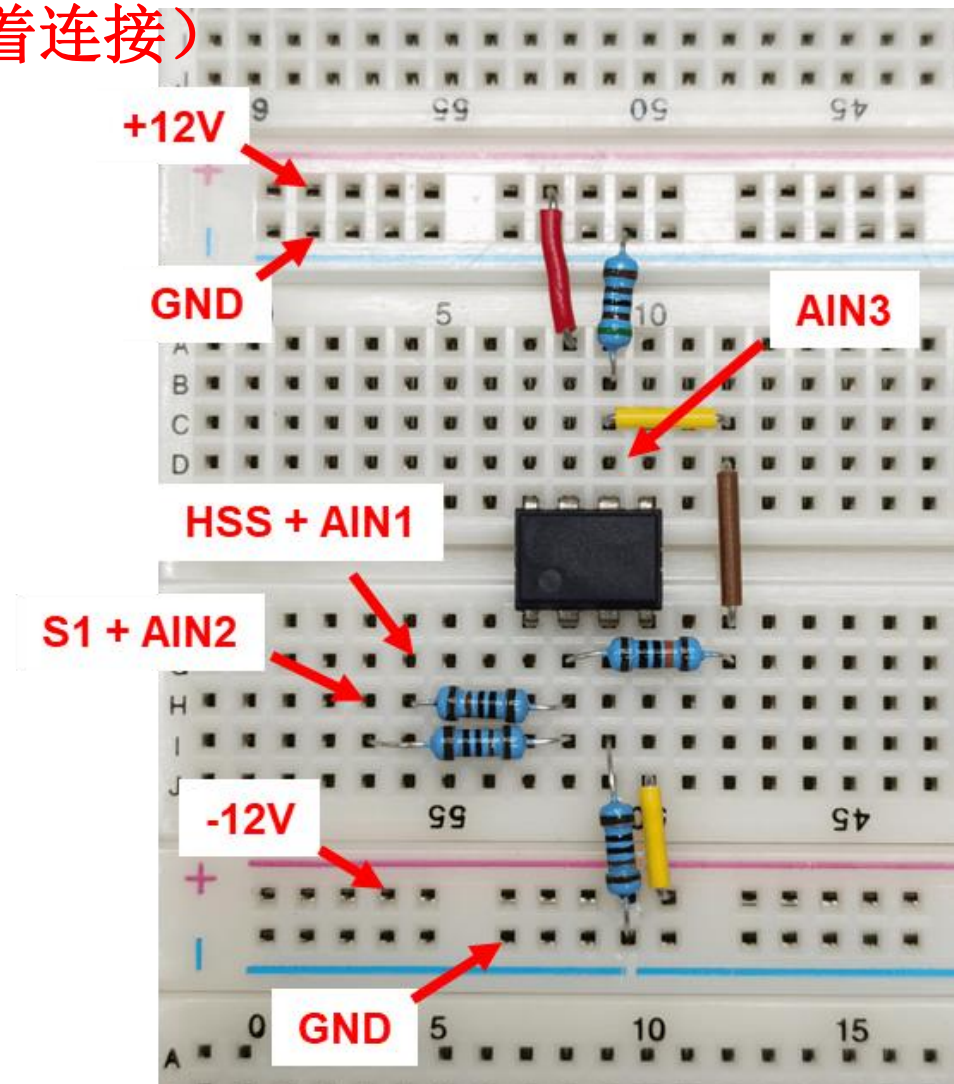 着连接）
6 55 50 45
+12V
+
GND
5 10
AIN3
A
B
C
D
HSS + AIN1
S1 + AIN2
H
I
J
-12V
55 45
+
GND
0 5 10 15
A